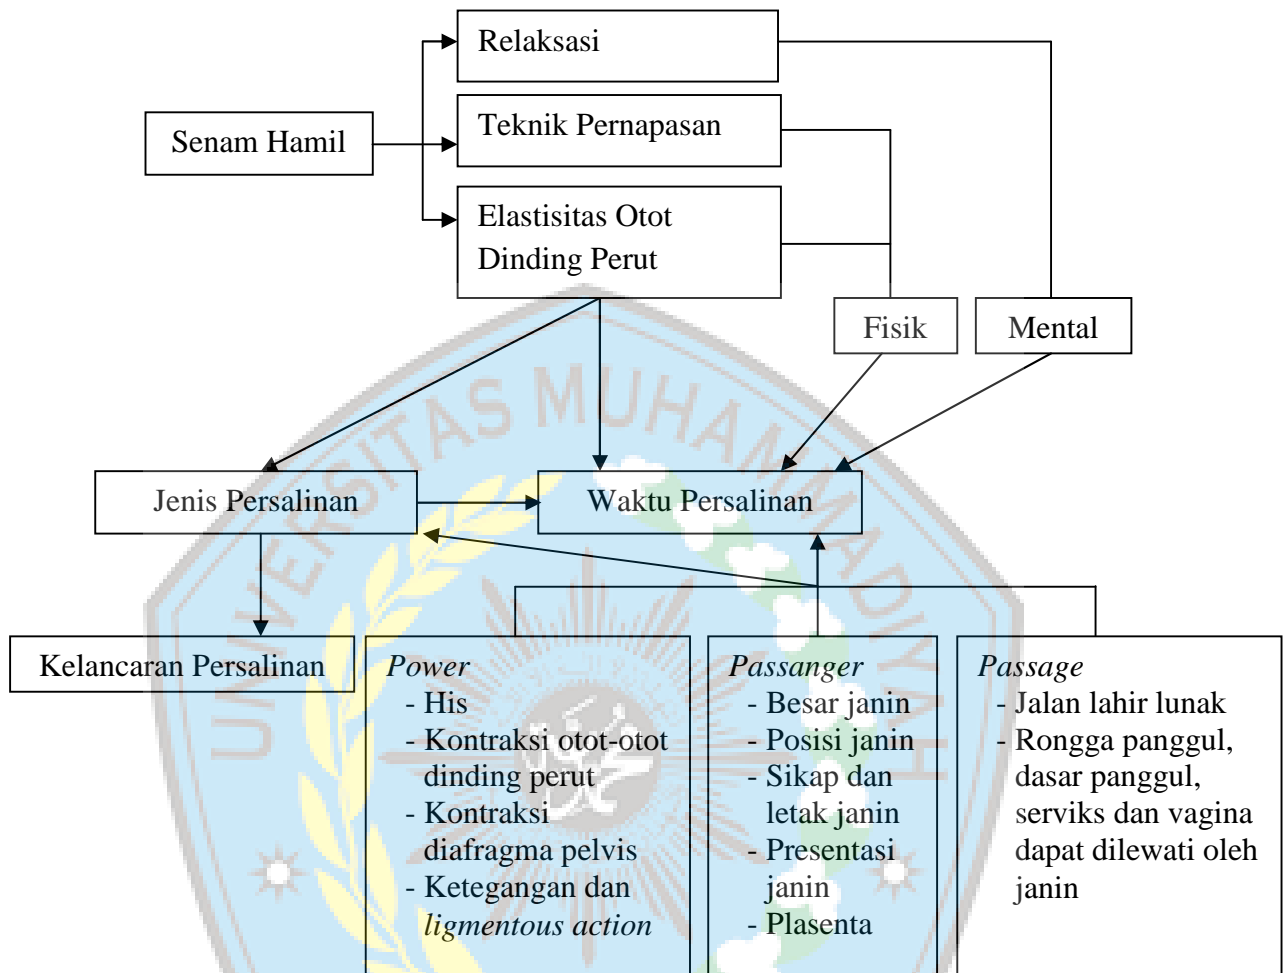 Relaksasi
Senam Hamil
Teknik Pernapasan
Elastisitas Otot
Dinding Perut
Fisik
Mental
Jenis Persalinan
Waktu Persalinan
Kelancaran Persalinan
Power
- His
- Kontraksi otot-otot
dinding perut
- Kontraksi
diafragma pelvis
- Ketegangan dan
ligmentous action
Passanger
- Besar janin
- Posisi janin
- Sikap dan
letak janin
- Presentasi
janin
- Plasenta
Passage
- Jalan lahir lunak
- Rongga panggul,
dasar panggul,
serviks dan vagina
dapat dilewati oleh
janin
UNIVERSITAS MUHAMMADIYAH